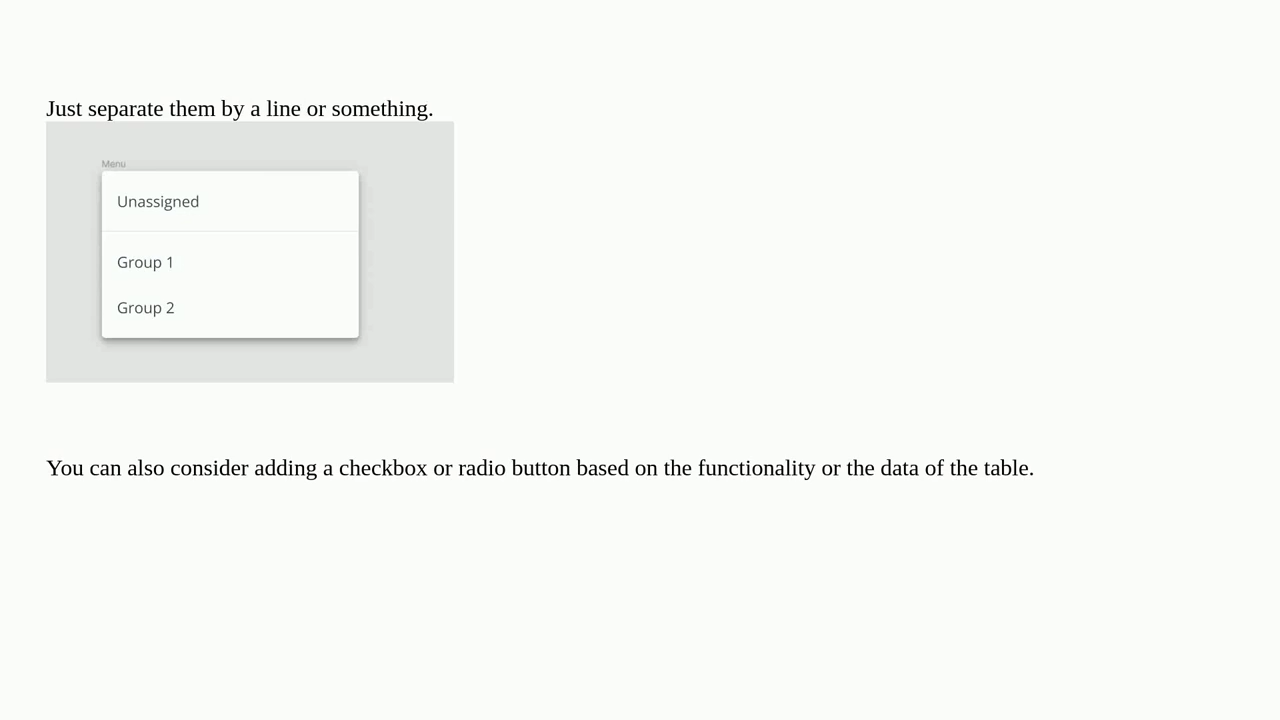 Just separate them by a line or something.
Menu
Unassigned
Group 1
Group 2
You can also consider adding a checkbox or radio button based on the functionality or the data of the table.